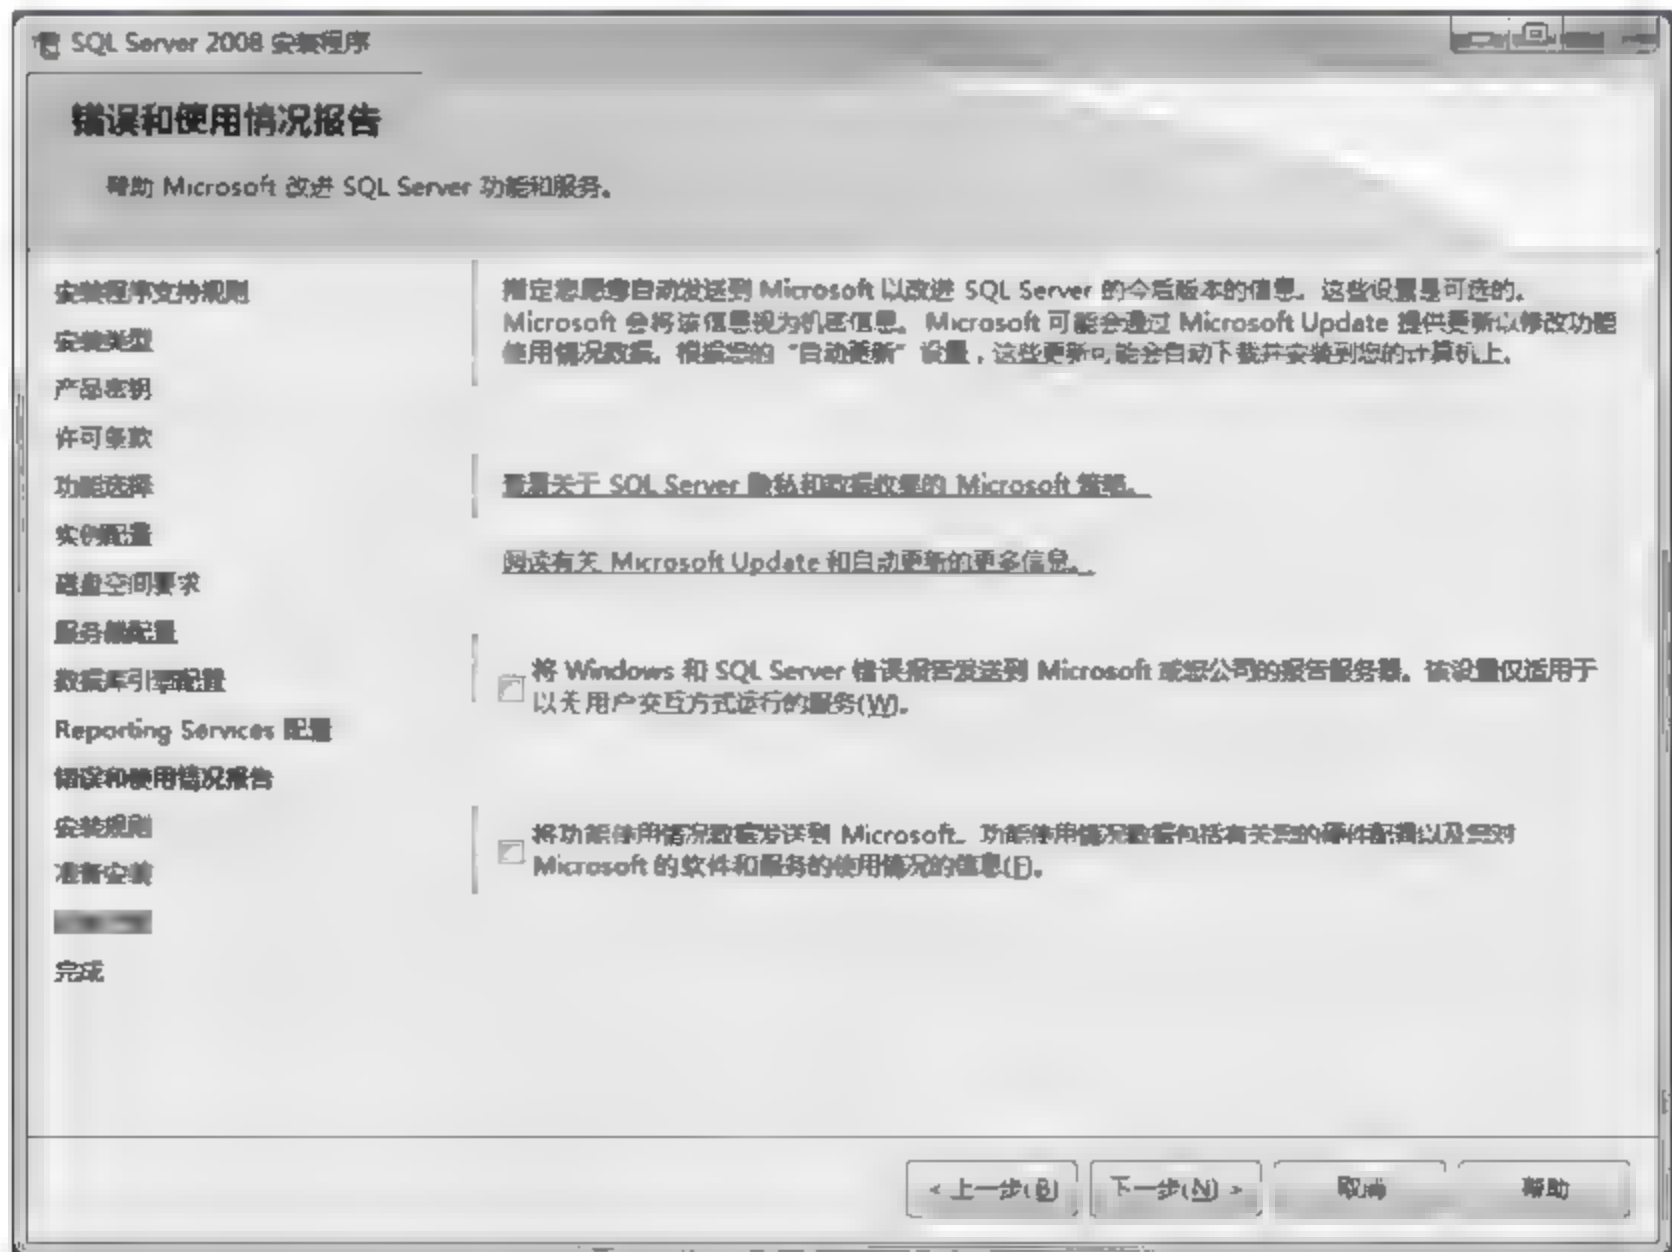 SQL Server 2008 安装程序
错误和使用情况报告
帮助 Microsoft 改进 SQL Server 功能和服务。
安装程序支持规则
安装类型
产品密钥
许可条款
功能选择
实例配置
磁盘空间要求
服务器配置
数据库引擎配置
Reporting Services 配置
错误和使用情况报告
安装规则
准备安装
完成
指定您愿意自动发送到 Microsoft 以改进 SQL Server 的今后版本的信息。这些设置是可选的。
Microsoft 会将该信息视为机密信息。Microsoft 可能会通过 Microsoft Update 提供更新以修改功能
使用情况数据。根据您的“自动更新”设置，这些更新可能会自动下载并安装到您的计算机上。
查看关于 SQL Server 隐私和数据收集的 Microsoft 策略。
阅读有关 Microsoft Update 和自动更新的更多信息。
将 Windows 和 SQL Server 错误报告发送到 Microsoft 或您公司的报告服务器。该设置仅适用于
以无用户交互方式运行的服务(W)。
将功能使用情况数据发送到 Microsoft。功能使用情况数据包括有关您的硬件配置以及您对
Microsoft 的软件和服务的使用情况的信息(F)。
< 上一步(B)
下一步(N) >
取消
帮助